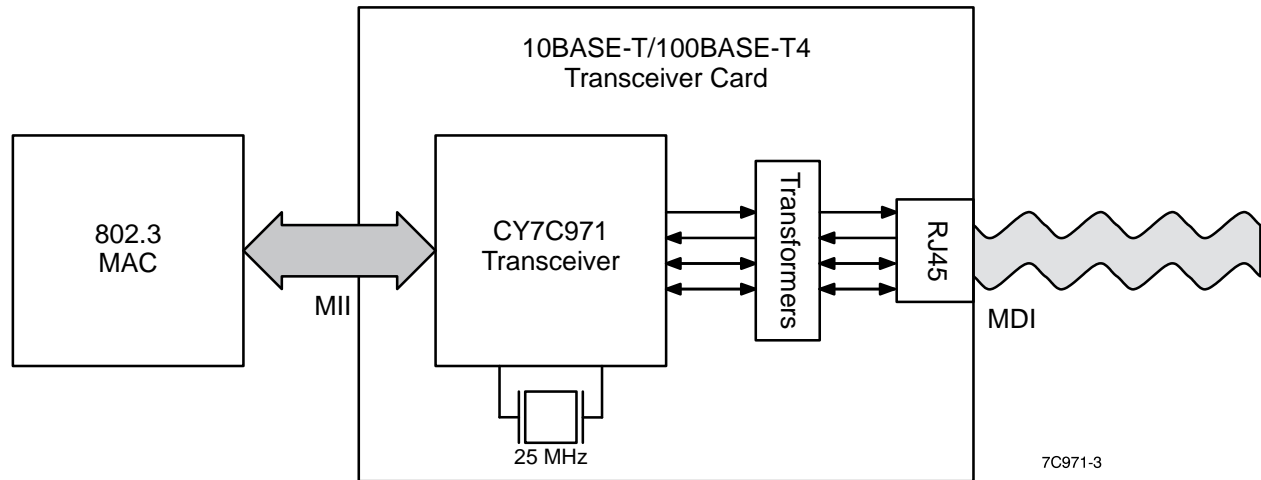 10BASE-T/100BASE-T4
Transceiver Card
802.3
MAC
MII
CY7C971
Transceiver
Transformers
RJ45
MDI
25 MHz
7C971-3